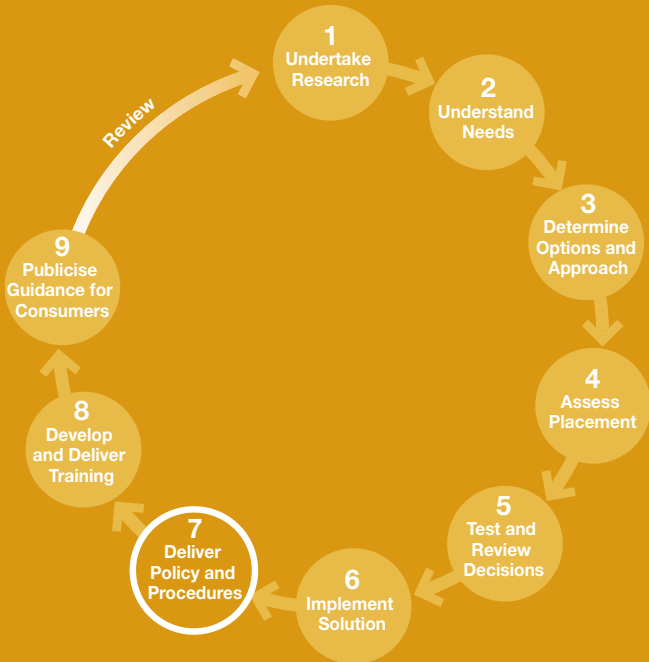 1
Undertake
Research
2
Understand
Needs
3
Determine
Options and
Approach
4
Assess
Placement
5
Test and
Review
Decisions
6
Implement
Solution
7
Deliver
Policy and
Procedures
8
Develop
and Deliver
Training
9
Publicise
Guidance for
Consumers
Review